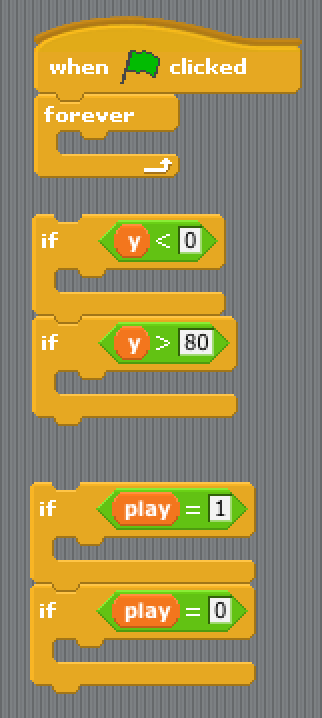 when clicked
forever
if y < 0
if y > 80
if play = 1
if play = 0